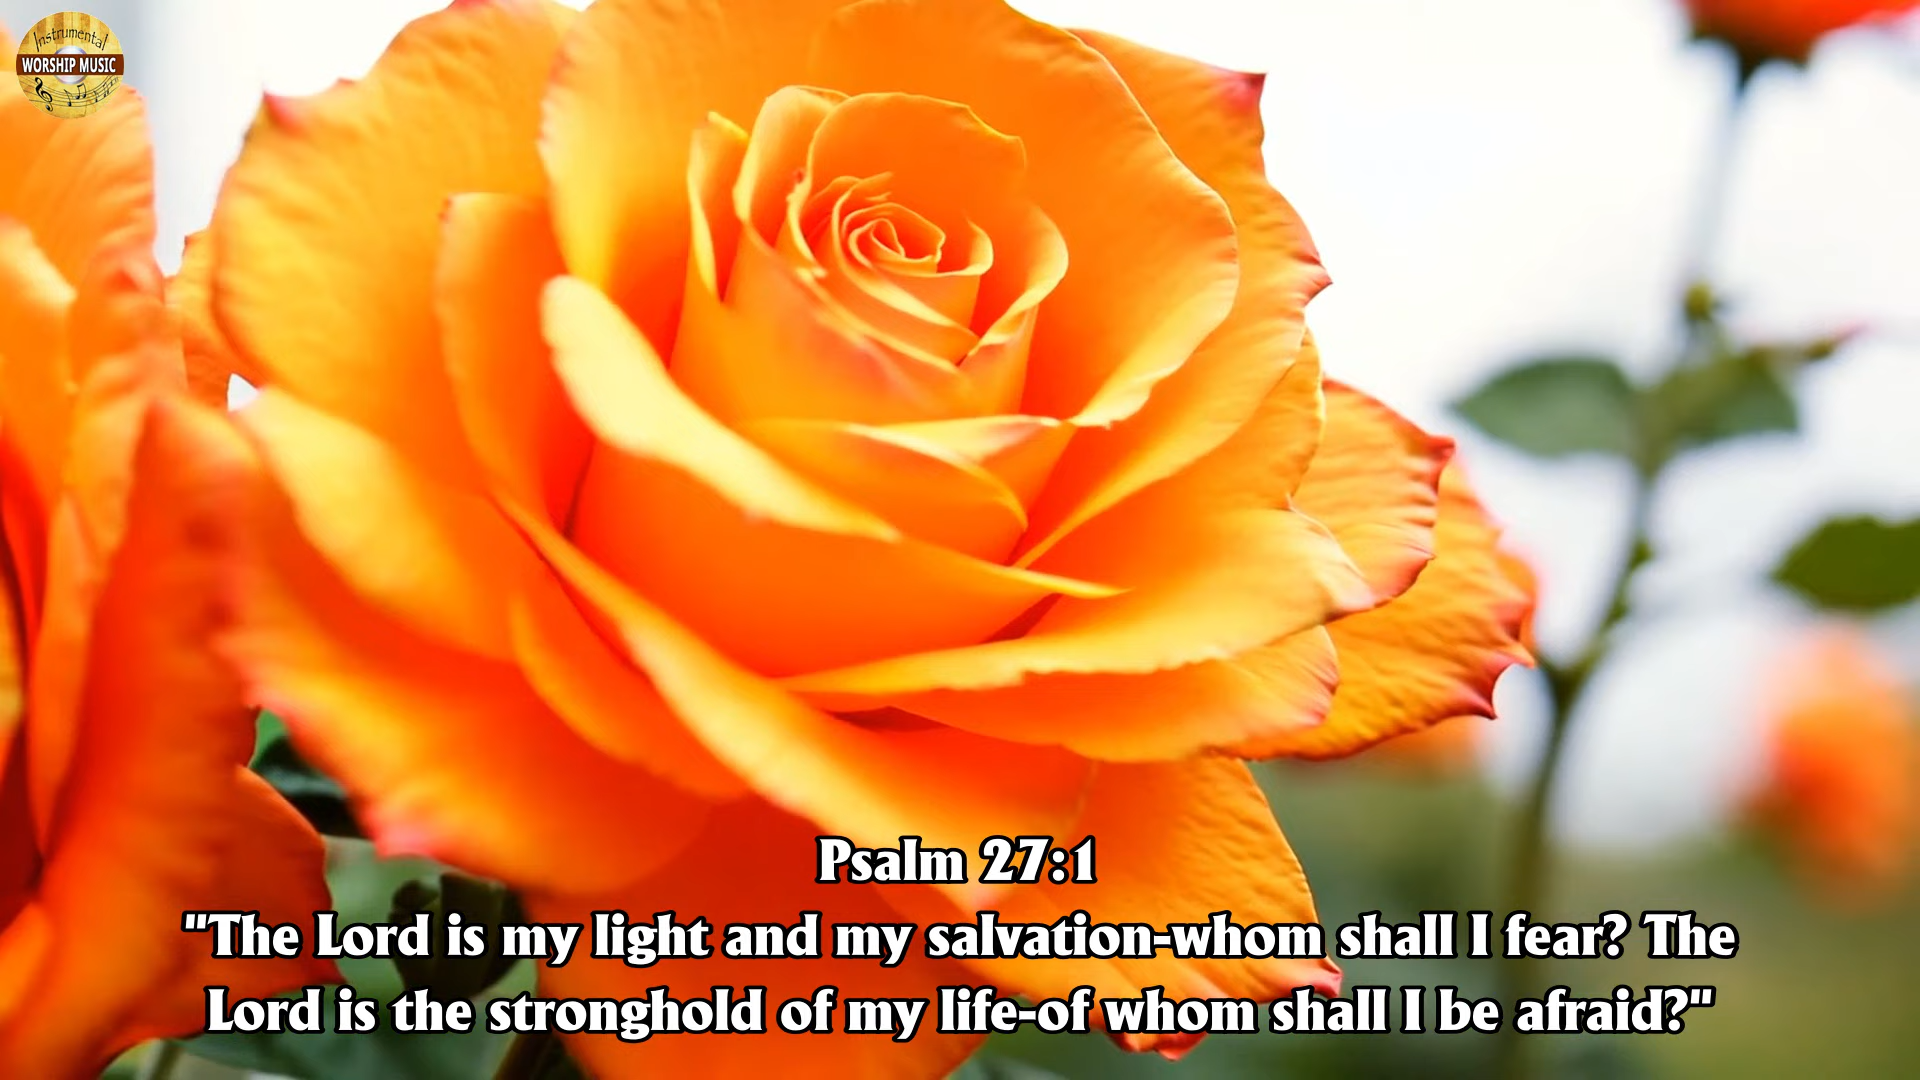 Instrumental
WORSHIP MUSIC
Psalm 27:1
"The Lord is my light and my salvation-whom shall I fear? The
Lord is the stronghold of my life-of whom shall I be afraid?"